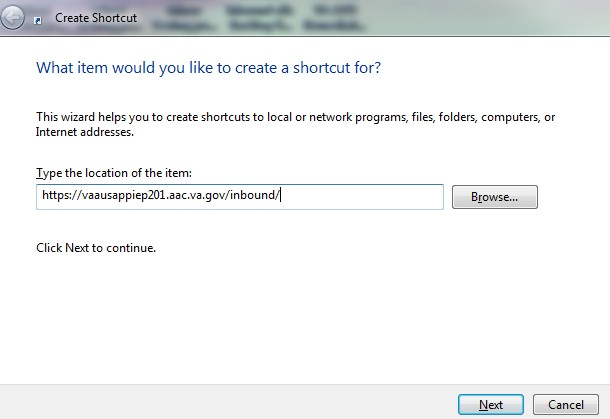 Create Shortcut
What item would you like to create a shortcut for?
This wizard helps you to create shortcuts to local or network programs, files, folders, computers, or
Internet addresses.
Type the location of the item:
https://vaausappiep201.aac.va.gov/inbound/
Browse...
Click Next to continue.
Next
Cancel